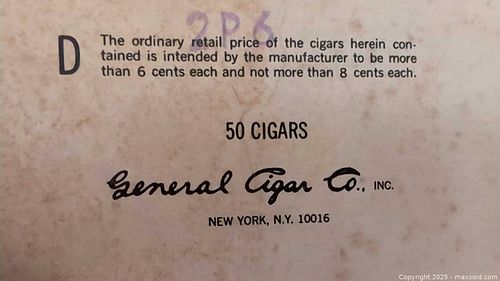 2P6
D
The ordinary retail price of the cigars herein con-
tained is intended by the manufacturer to be more
than 6 cents each and not more than 8 cents each.
50 CIGARS
General Cigar Co., INC.
NEW YORK, N.Y. 10016
Copyright 2025 - maxsold.com